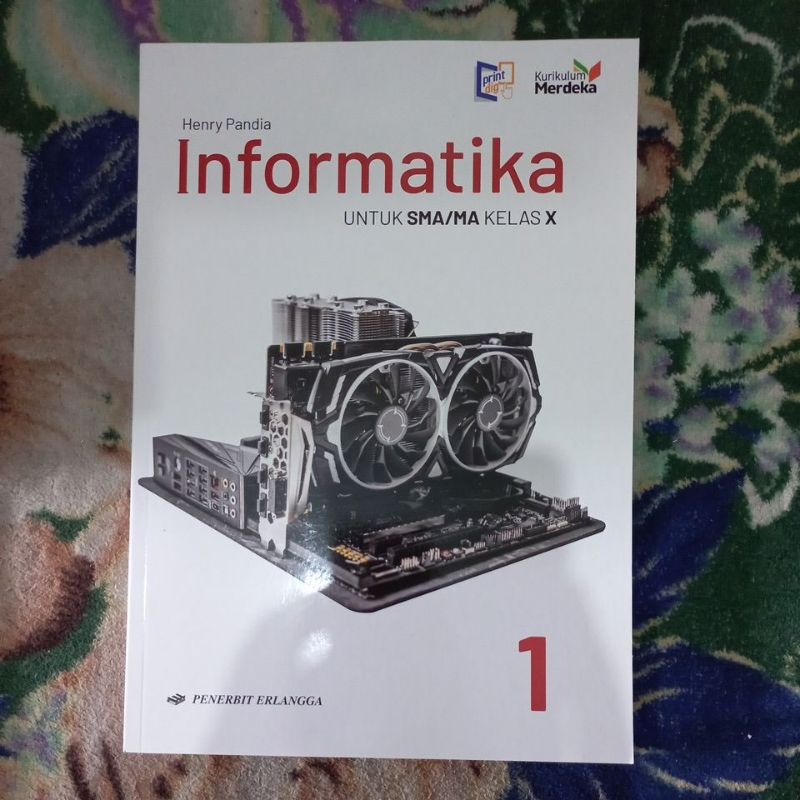 print
dig
Kurikulum
Merdeka
Henry Pandia
Informatika
UNTUK SMA/MA KELAS X
1
PENERBIT ERLANGGA